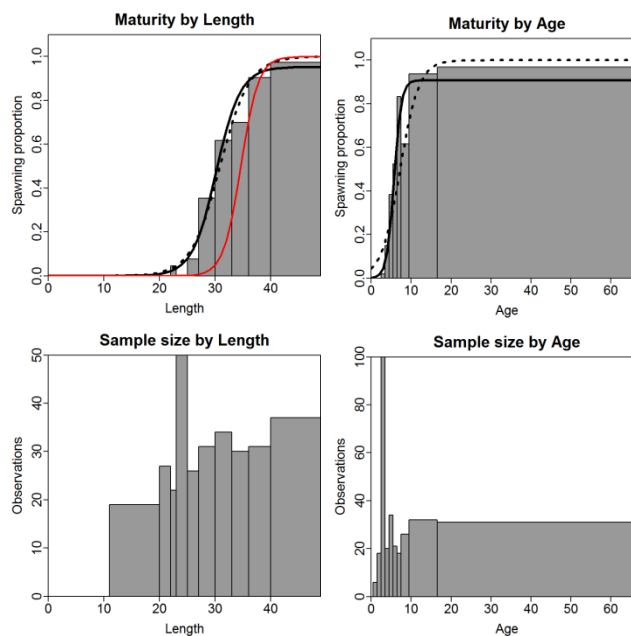 Maturity by Length
Spawning proportion
0.0 0.2 0.4 0.6 0.8 1.0
0 10 20 30 40
Length
Maturity by Age
Spawning proportion
0.0 0.2 0.4 0.6 0.8 1.0
0 10 20 30 40 50 60
Age
Sample size by Length
Observations
0 10 20 30 40 50
0 10 20 30 40
Length
Sample size by Age
Observations
0 20 40 60 80 100
0 10 20 30 40 50 60
Age